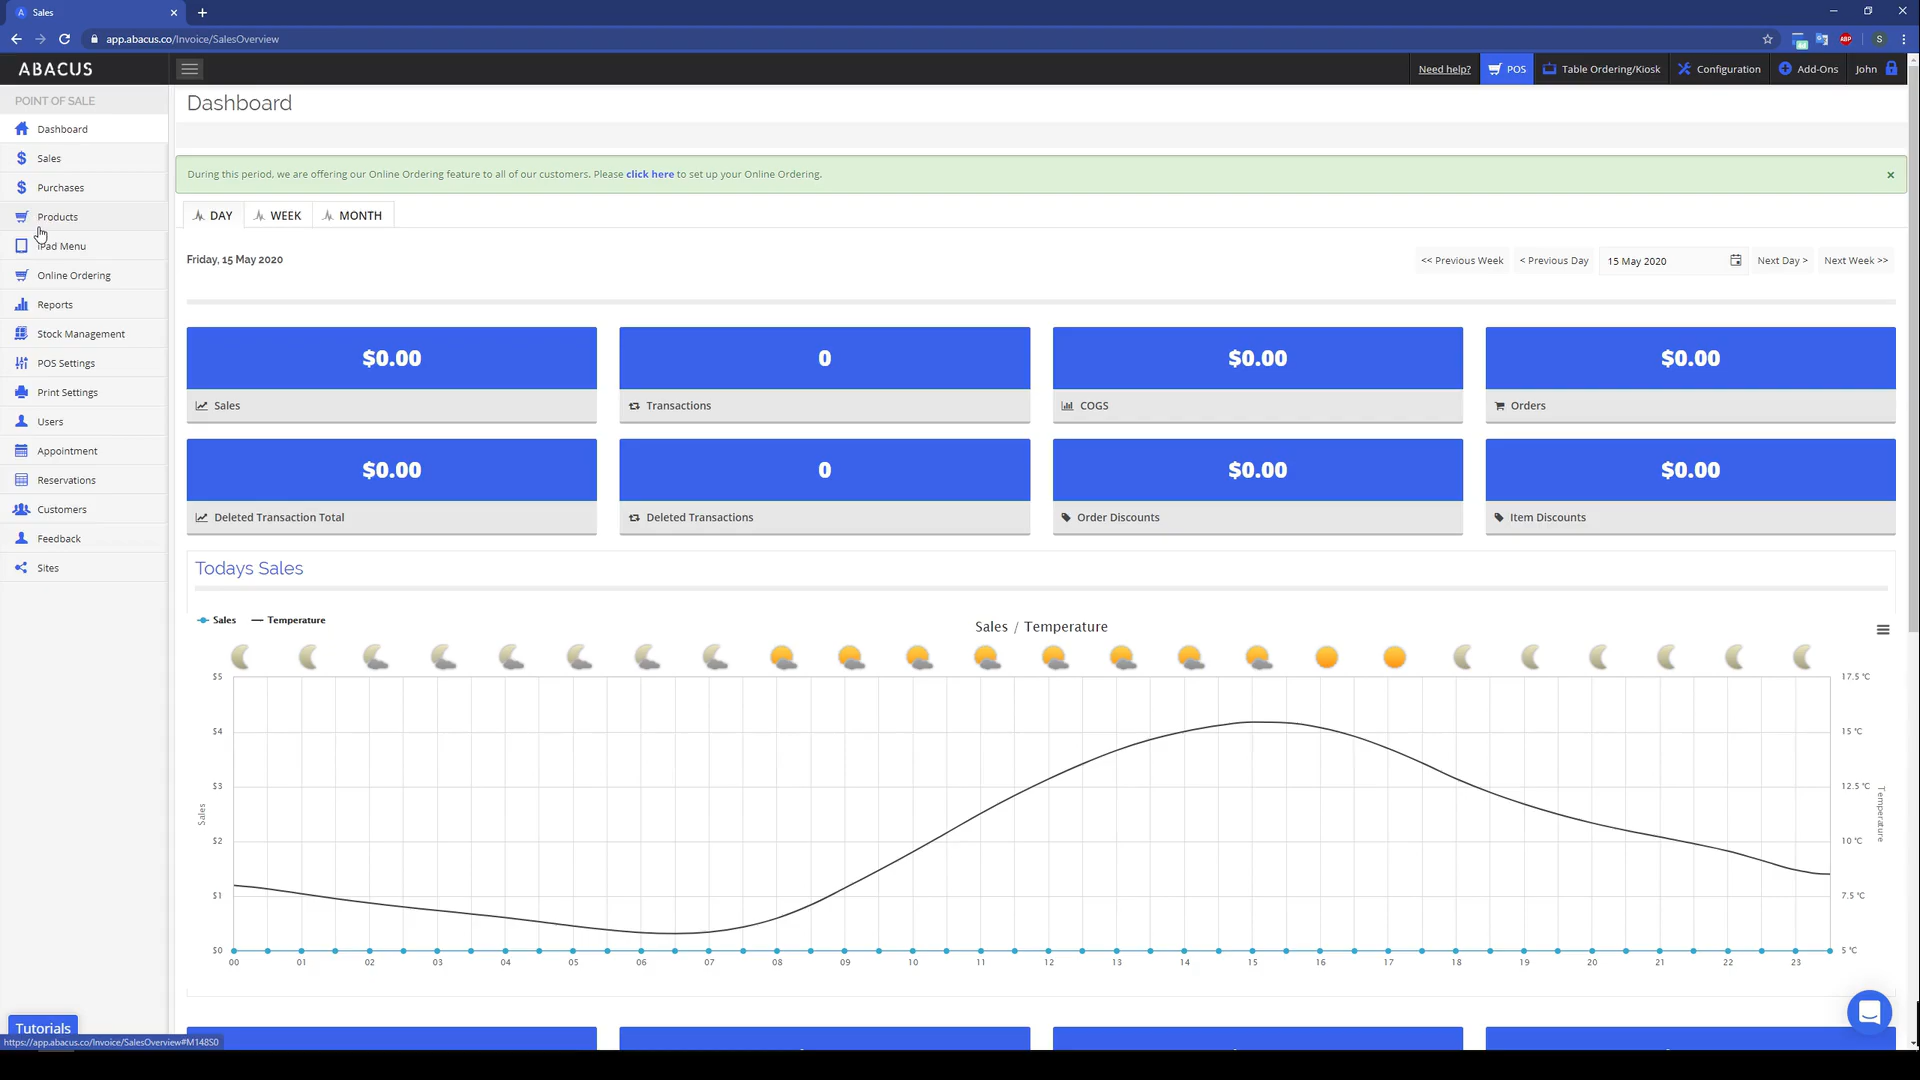 Sales
app.abacus.co/Invoice/SalesOverview
ABP
S
ABACUS
Need help?
POS
Table Ordering/Kiosk
Configuration
Add-Ons
John
POINT OF SALE
Dashboard
Sales
Purchases
Products
iPad Menu
Online Ordering
Reports
Stock Management
POS Settings
Print Settings
Users
Appointment
Reservations
Customers
Feedback
Sites
Tutorials
https://app.abacus.co/Invoice/SalesOverview#M148S0
Dashboard
During this period, we are offering our Online Ordering feature to all of our customers. Please click here to set up your Online Ordering.
×
DAY
WEEK
MONTH
Friday, 15 May 2020
<< Previous Week
< Previous Day
15 May 2020
Next Day >
Next Week >>
$0.00
Sales
0
Transactions
$0.00
COGS
$0.00
Orders
$0.00
Deleted Transaction Total
0
Deleted Transactions
$0.00
Order Discounts
$0.00
Item Discounts
Todays Sales
Sales
Temperature
Sales / Temperature
$5
$4
$3
$2
$1
$0
Sales
17.5 °C
15 °C
12.5 °C
10 °C
7.5 °C
5 °C
Temperature
00 01 02 03 04 05 06 07 08 09 10 11 12 13 14 15 16 17 18 19 20 21 22 23